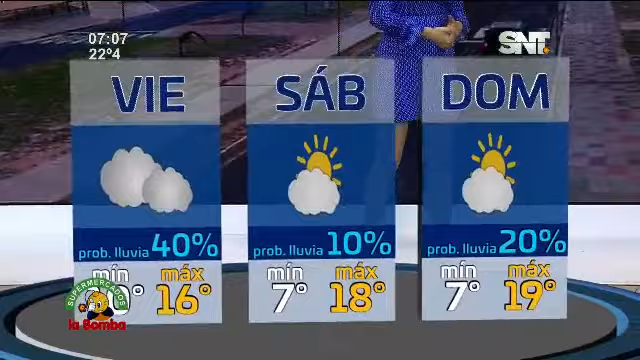 07:07
22°4
SNT
VIE
SÁB
DOM
prob. lluvia 40%
prob. lluvia 10%
prob. lluvia 20%
mín máx
16°
mín máx
7° 18°
mín máx
7° 19°
SUPERMERCADOS
la Bomba